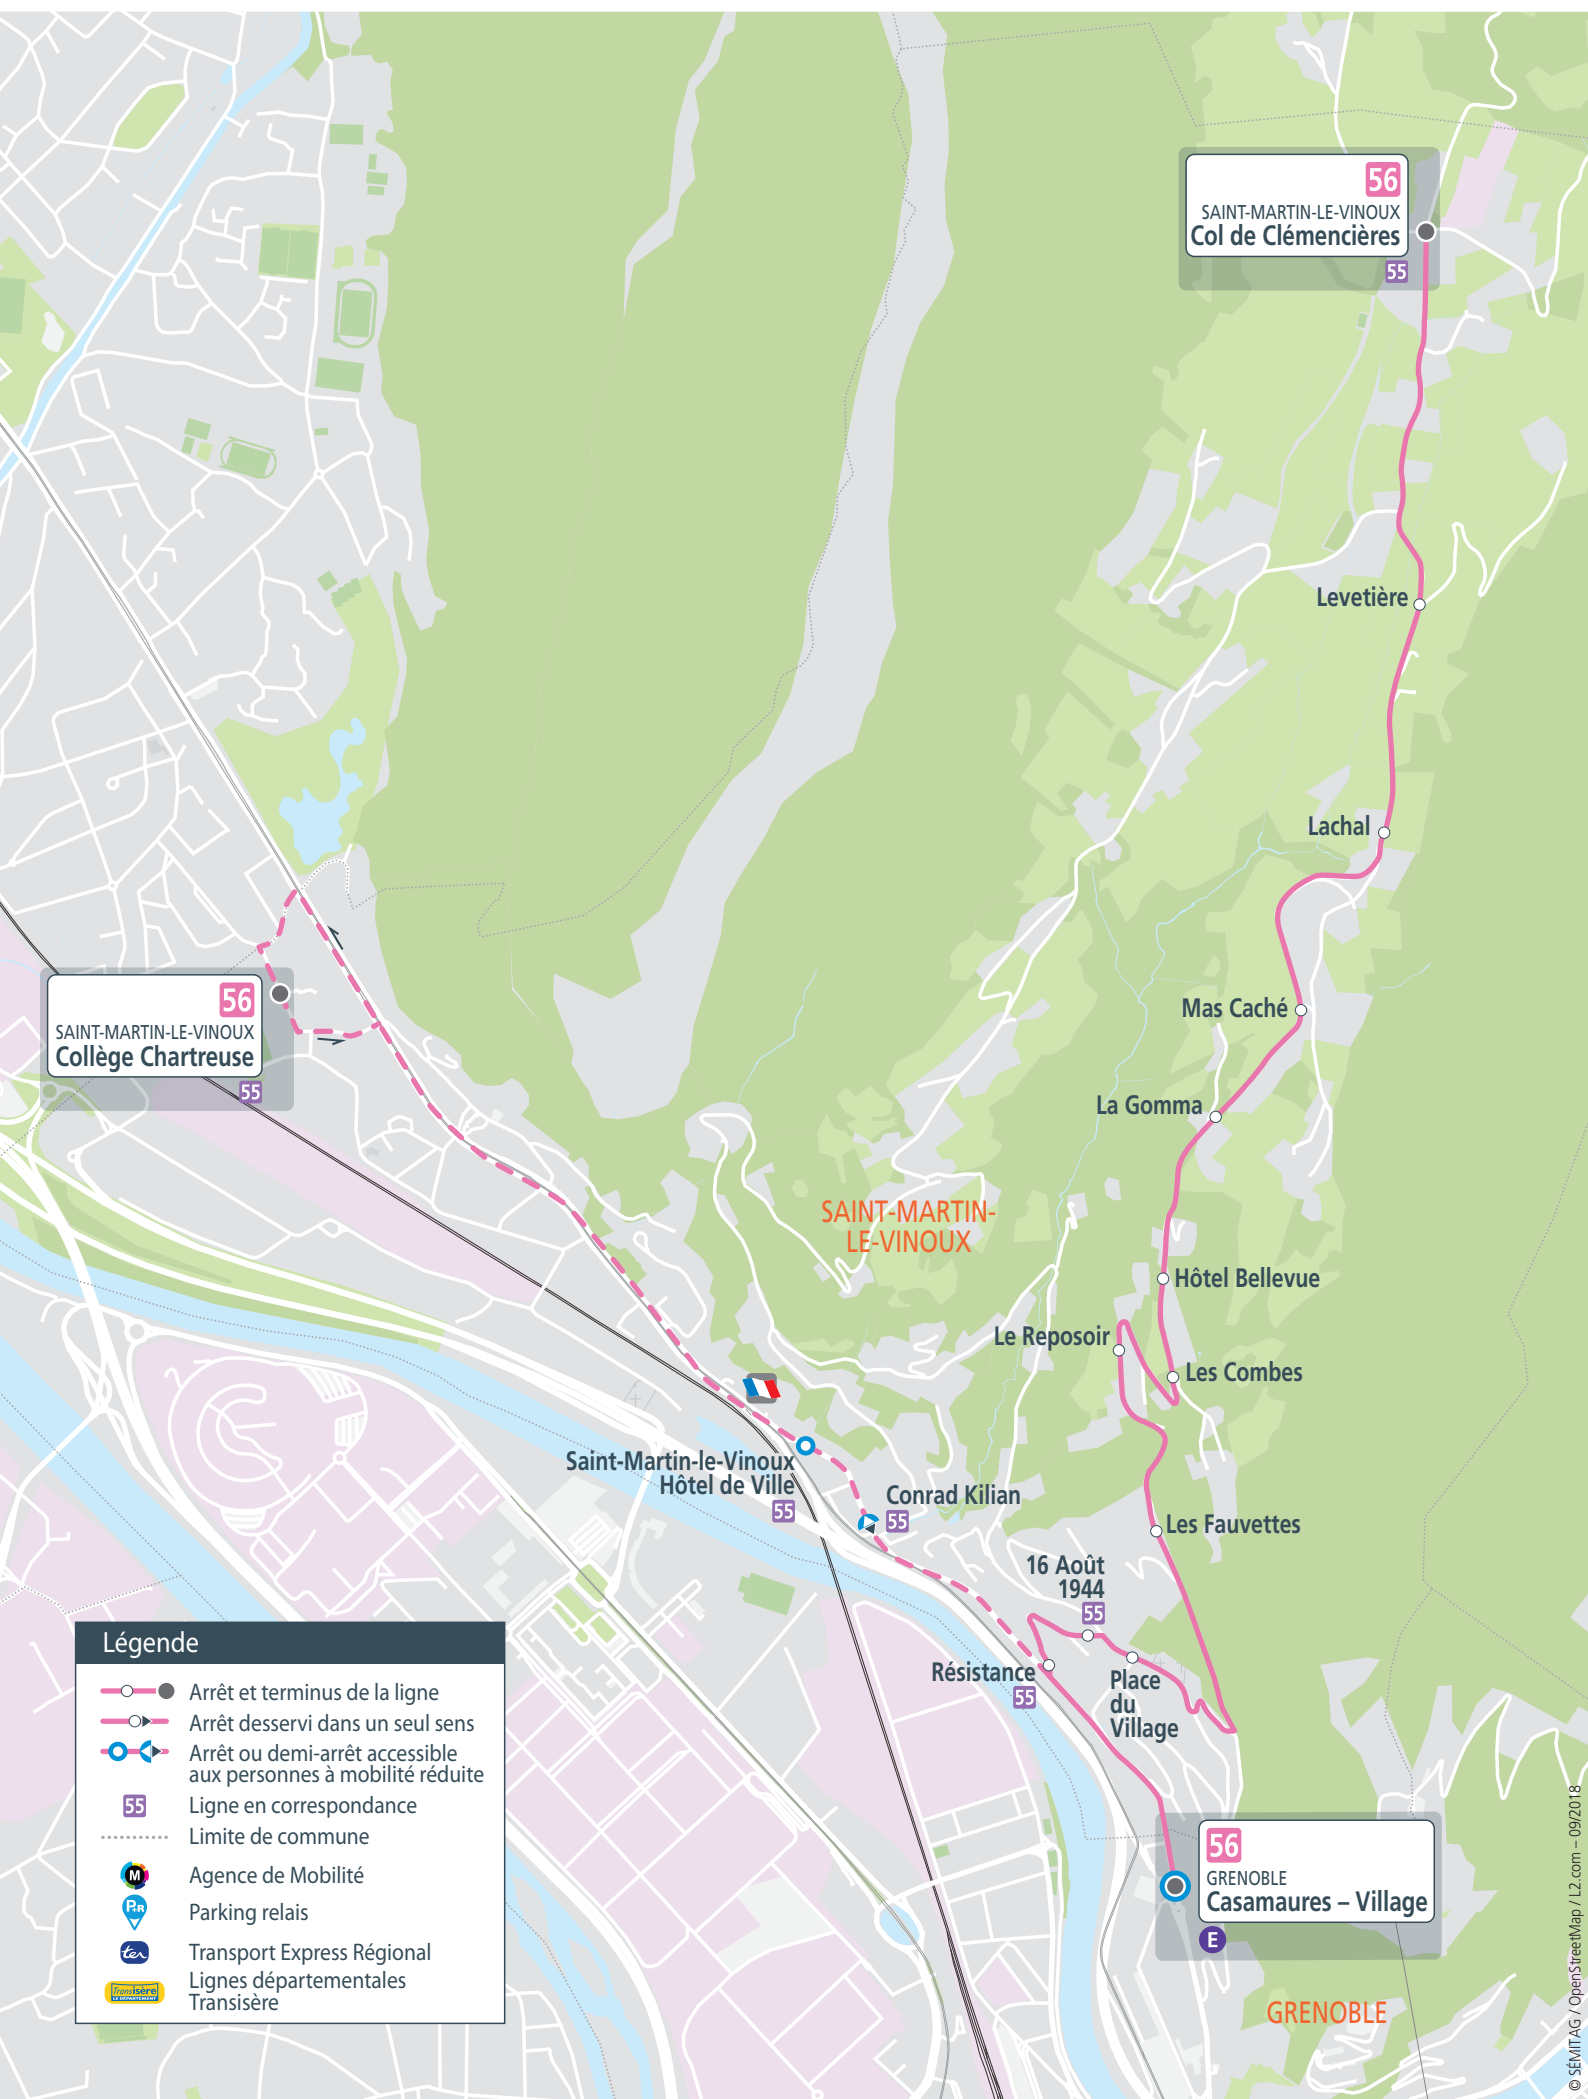 56
SAINT-MARTIN-LE-VINOUX
Col de Clémencières
55
Levetière
Lachal
Mas Caché
La Gomma
56
SAINT-MARTIN-LE-VINOUX
Collège Chartreuse
55
SAINT-MARTIN-
LE-VINOUX
Hôtel Bellevue
Le Reposoir
Les Combes
Saint-Martin-le-Vinoux
Hôtel de Ville
55
Conrad Kilian
55
Les Fauvettes
16 Août
1944
55
Résistance
55
Place
du
Village
56
GRENOBLE
Casamaures – Village
E
GRENOBLE
Légende
Arrêt et terminus de la ligne
Arrêt desservi dans un seul sens
Arrêt ou demi-arrêt accessible
aux personnes à mobilité réduite
55 Ligne en correspondance
Limite de commune
M Agence de Mobilité
P+R Parking relais
ter Transport Express Régional
Transisère
LE DÉPARTEMENT
Lignes départementales
Transisère
© SÉMITAG / OpenStreetMap / L2.com – 09/2018